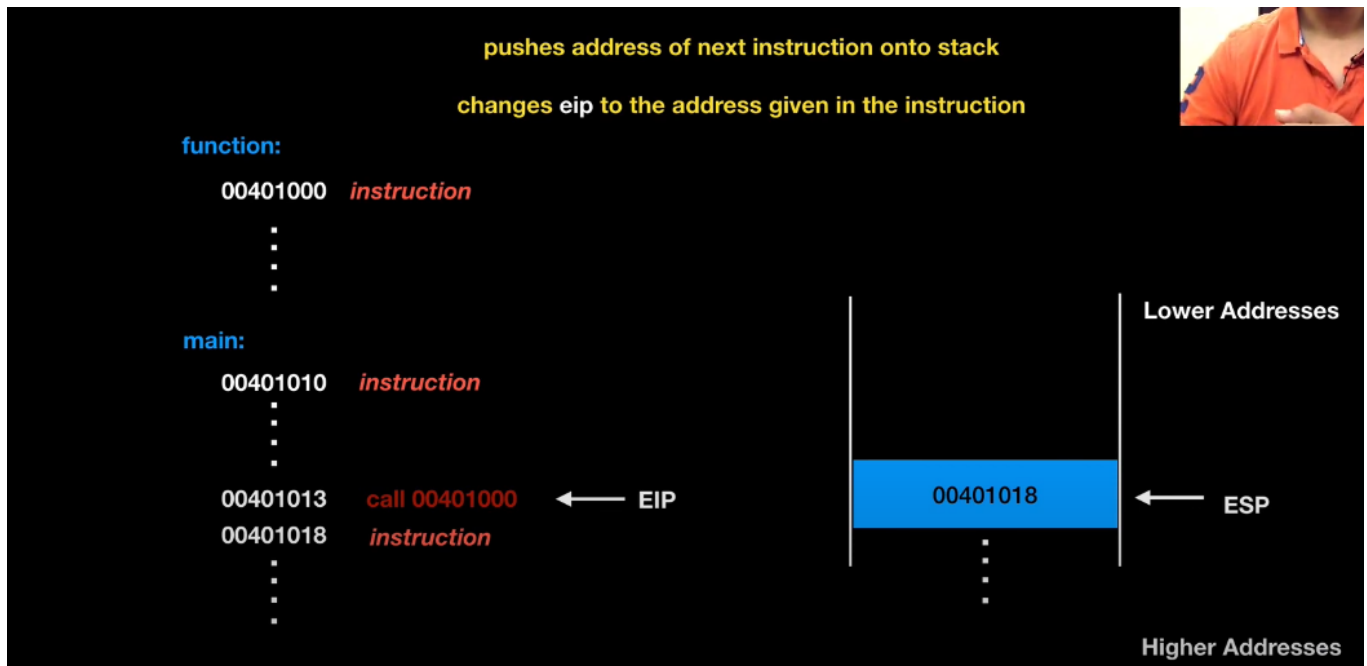 pushes address of next instruction onto stack
changes eip to the address given in the instruction
function:
00401000 instruction
main:
00401010 instruction
00401013 call 00401000 EIP
00401018 instruction
Lower Addresses
00401018
ESP
Higher Addresses